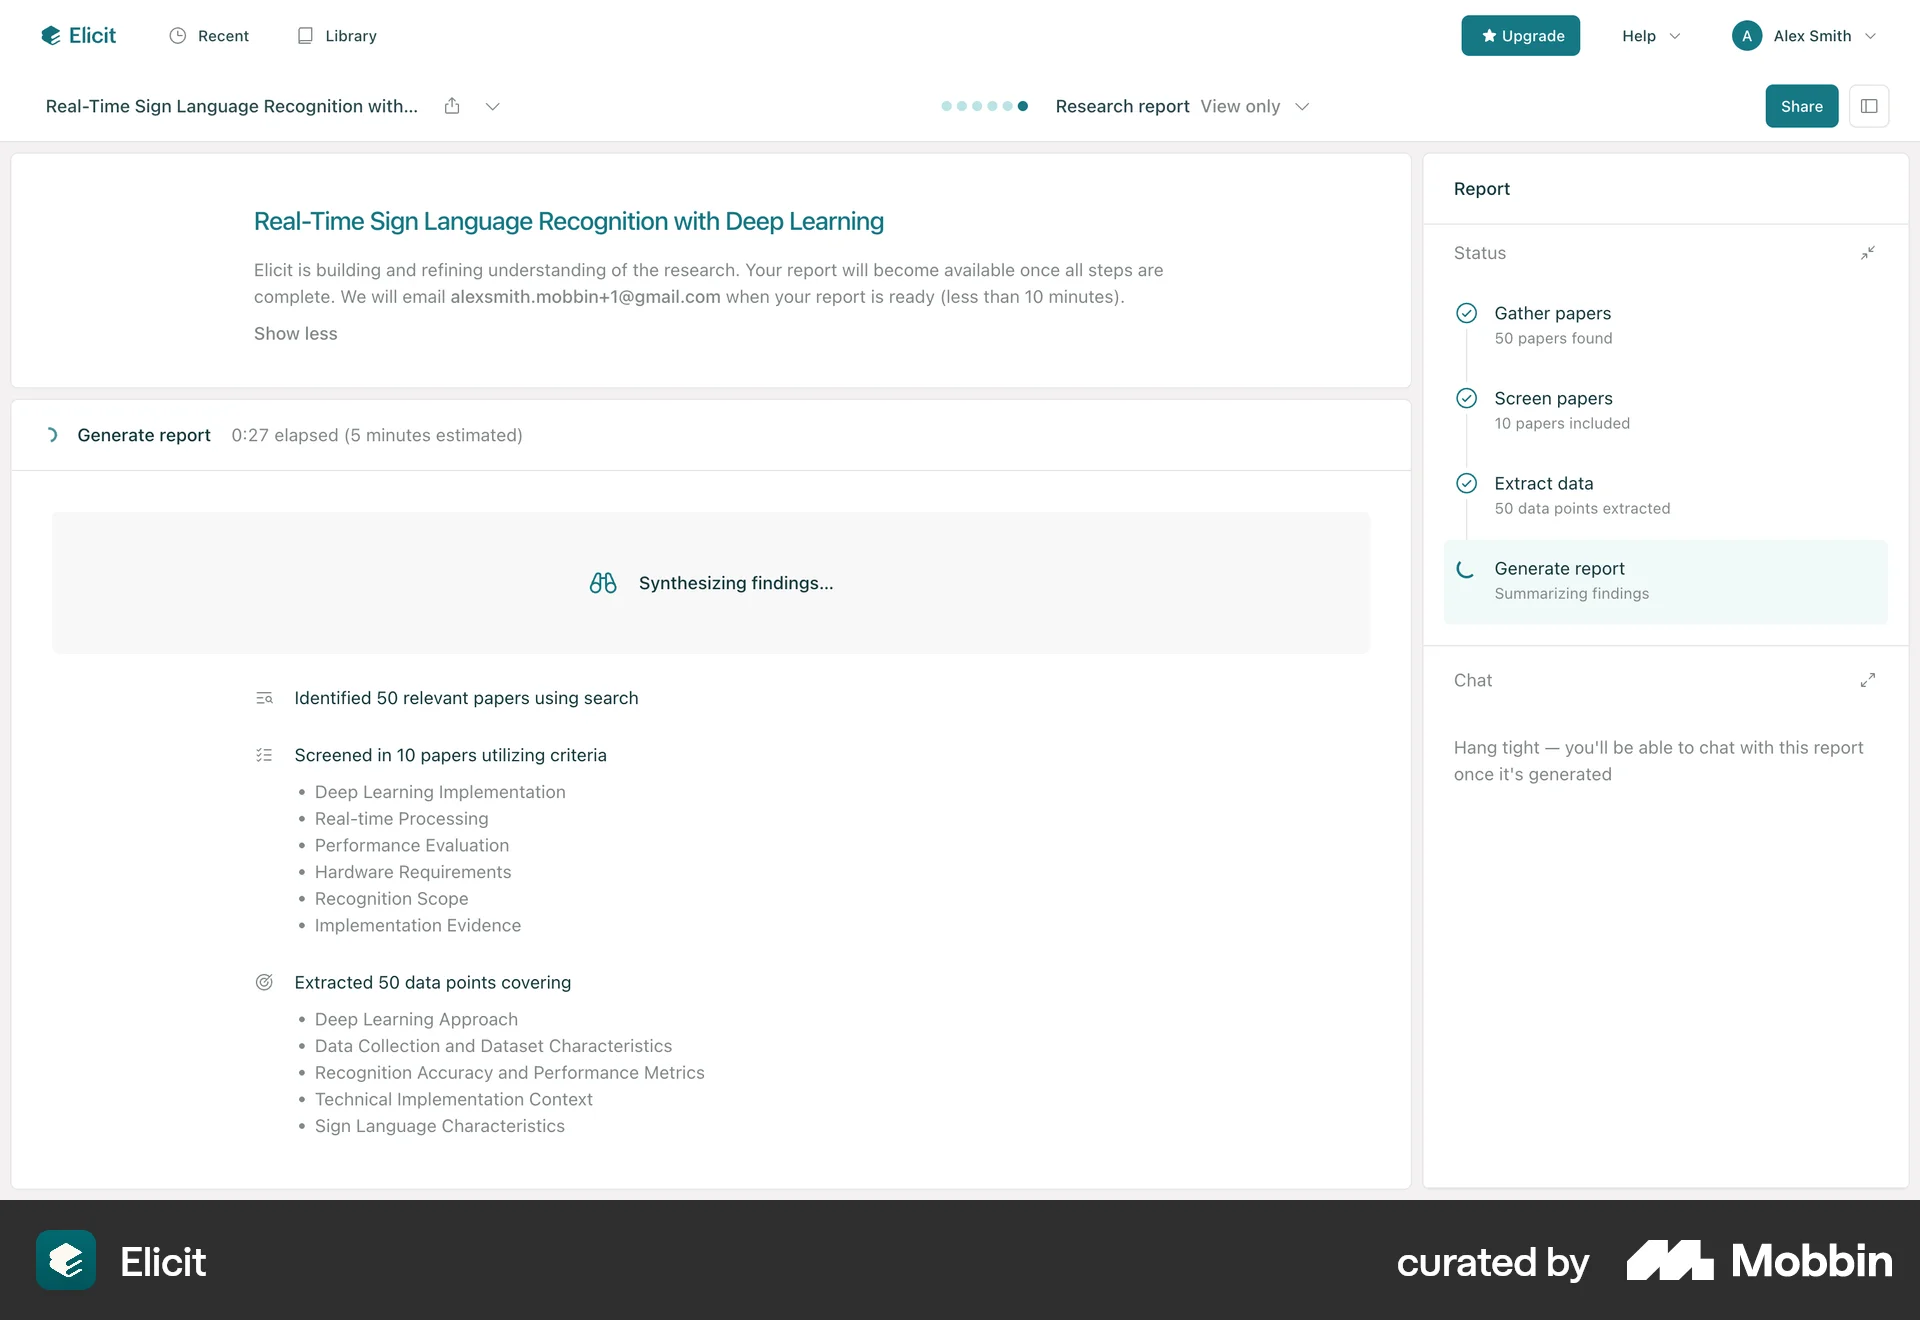 Elicit
Recent
Library
Upgrade
Help
A
Alex Smith
Real-Time Sign Language Recognition with...
Research report View only
Share
Real-Time Sign Language Recognition with Deep Learning
Elicit is building and refining understanding of the research. Your report will become available once all steps are
complete. We will email alexsmith.mobbin+1@gmail.com when your report is ready (less than 10 minutes).
Show less
Generate report 0:27 elapsed (5 minutes estimated)
Synthesizing findings...
Identified 50 relevant papers using search
Screened in 10 papers utilizing criteria
• Deep Learning Implementation
• Real-time Processing
• Performance Evaluation
• Hardware Requirements
• Recognition Scope
• Implementation Evidence
Extracted 50 data points covering
• Deep Learning Approach
• Data Collection and Dataset Characteristics
• Recognition Accuracy and Performance Metrics
• Technical Implementation Context
• Sign Language Characteristics
Report
Status
Gather papers
50 papers found
Screen papers
10 papers included
Extract data
50 data points extracted
Generate report
Summarizing findings
Chat
Hang tight — you'll be able to chat with this report
once it's generated
Elicit
curated by
Mobbin